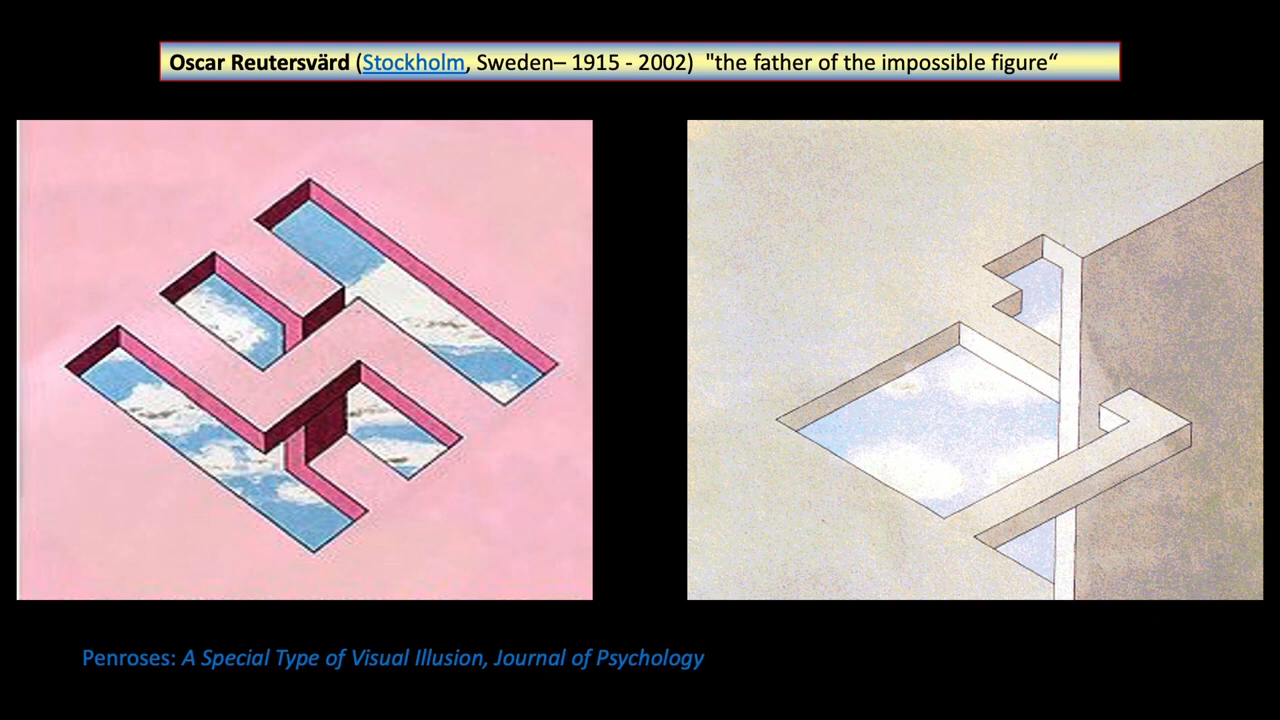 Oscar Reutersvärd (Stockholm, Sweden– 1915 - 2002)  "the father of the impossible figure“
Penroses: A Special Type of Visual Illusion, Journal of Psychology